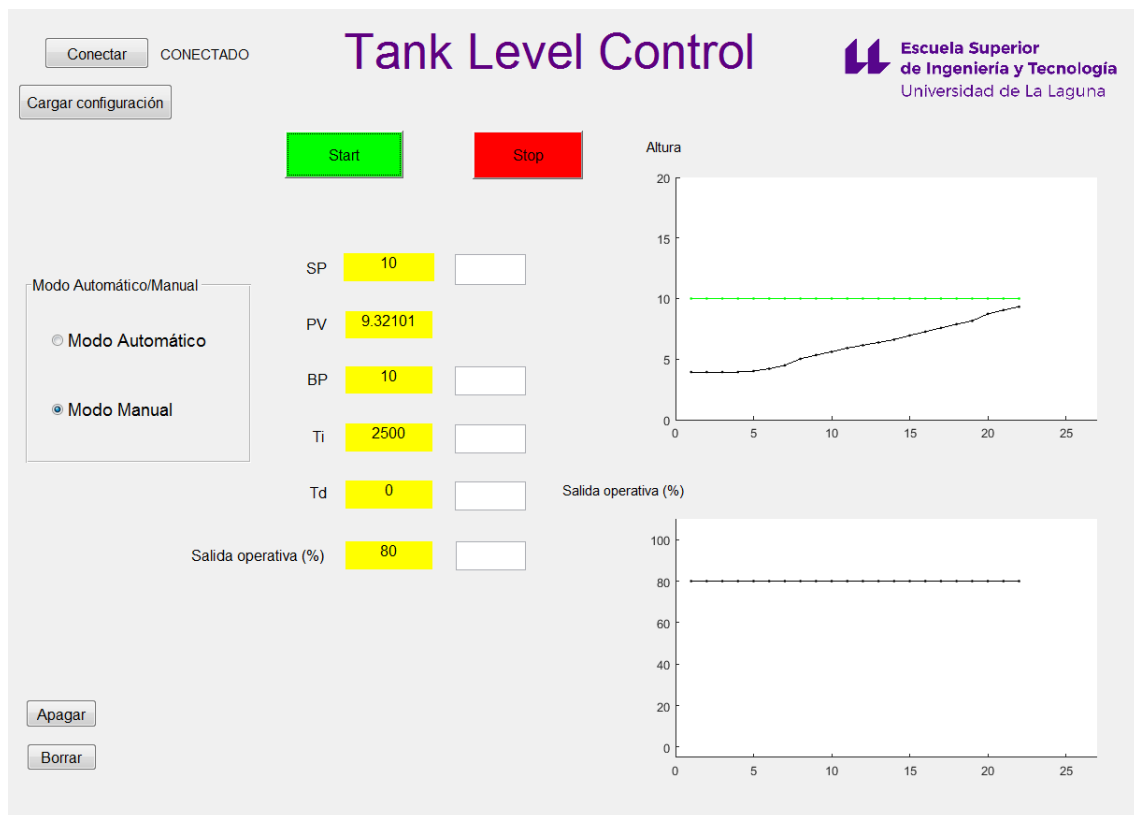 Conectar
CONECTADO
Tank Level Control
Escuela Superior
de Ingeniería y Tecnología
Universidad de La Laguna
Cargar configuración
Start
Stop
Modo Automático/Manual
Modo Automático
Modo Manual
SP 10
PV 9.32101
BP 10
Ti 2500
Td 0
Salida operativa (%) 80
Apagar
Borrar
Altura
20
15
10
5
0
0 5 10 15 20 25
Salida operativa (%)
100
80
60
40
20
0
0 5 10 15 20 25